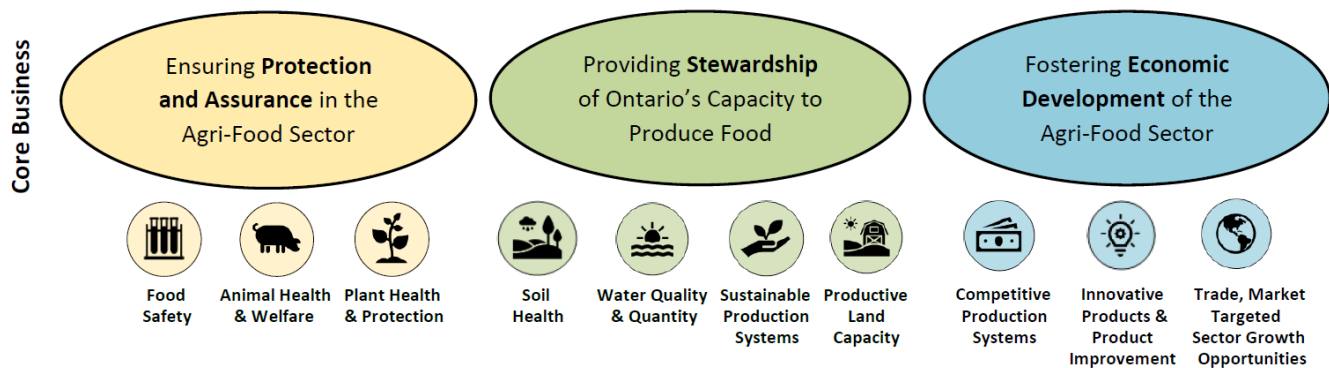 Core Business
Ensuring Protection
and Assurance in the
Agri-Food Sector
Providing Stewardship
of Ontario’s Capacity to
Produce Food
Fostering Economic
Development of the
Agri-Food Sector
Food
Safety
Animal Health
& Welfare
Plant Health
& Protection
Soil
Health
Water Quality
& Quantity
Sustainable
Production
Systems
Productive
Land
Capacity
Competitive
Production
Systems
Innovative
Products &
Product
Improvement
Trade, Market
Targeted
Sector Growth
Opportunities